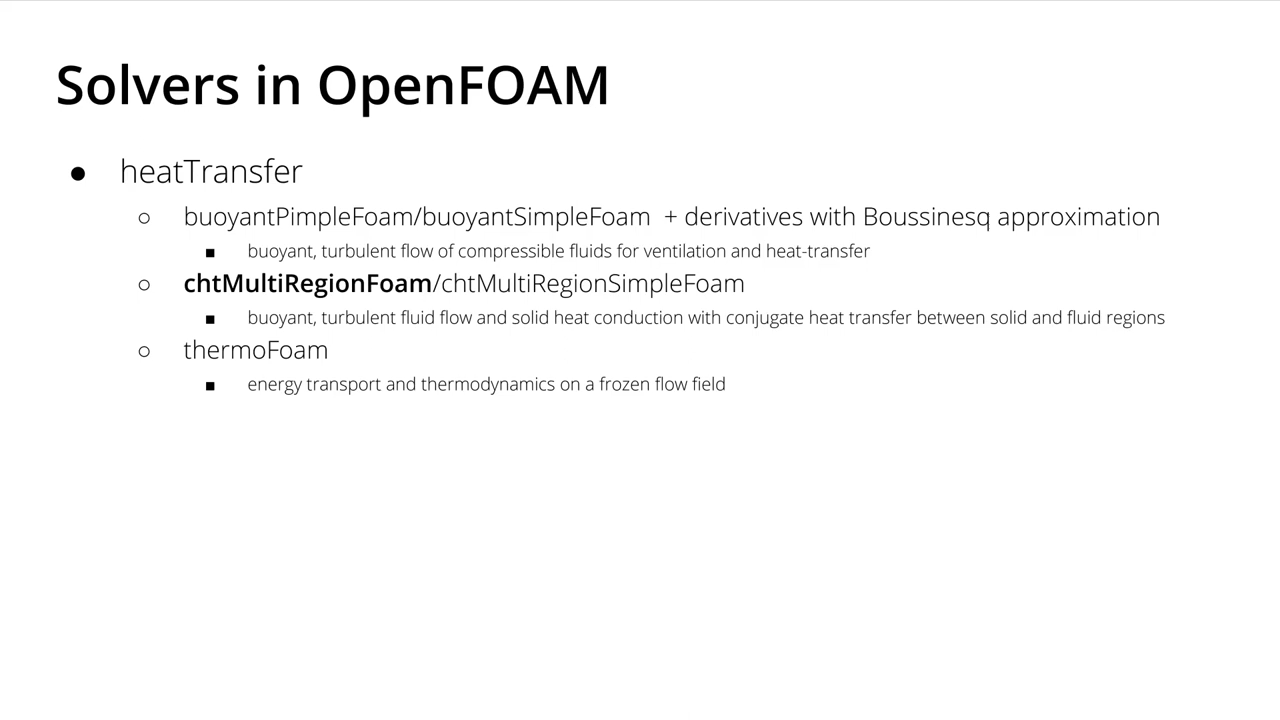 Solvers in OpenFOAM
● heatTransfer
○ buoyantPimpleFoam/buoyantSimpleFoam + derivatives with Boussinesq approximation
■ buoyant, turbulent flow of compressible fluids for ventilation and heat-transfer
○ chtMultiRegionFoam/chtMultiRegionSimpleFoam
■ buoyant, turbulent fluid flow and solid heat conduction with conjugate heat transfer between solid and fluid regions
○ thermoFoam
■ energy transport and thermodynamics on a frozen flow field